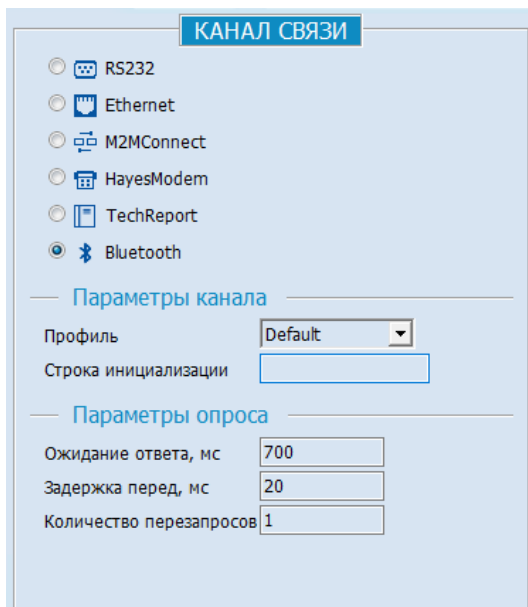 КАНАЛ СВЯЗИ
RS232
Ethernet
M2MConnect
HayesModem
TechReport
Bluetooth
Параметры канала
Профиль Default
Строка инициализации
Параметры опроса
Ожидание ответа, мс 700
Задержка перед, мс 20
Количество перезапросов 1